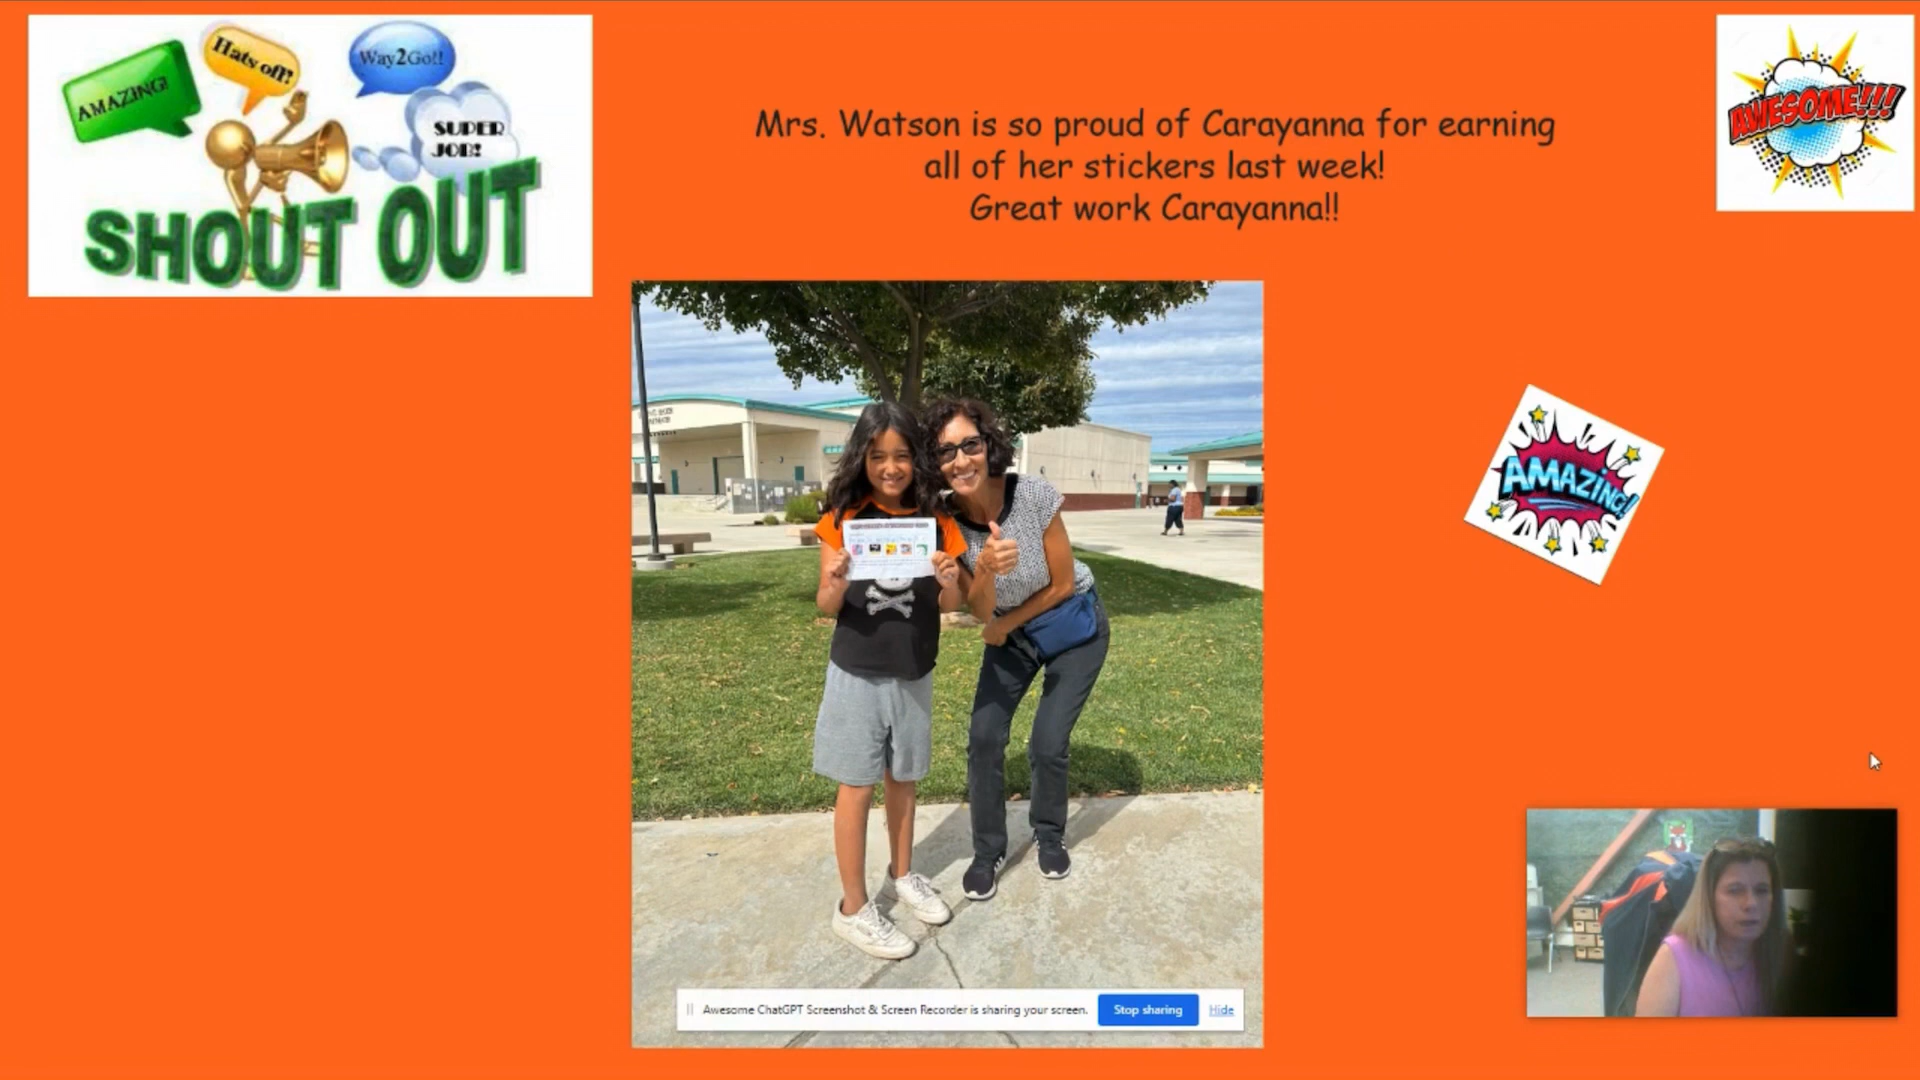 AMAZING!
Hats off!
Way2Go!!
SUPER
JOB!
SHOUT OUT
Mrs. Watson is so proud of Carayanna for earning
all of her stickers last week!
Great work Carayanna!!
AWESOME!!!
AMAZiNG!
Awesome ChatGPT Screenshot & Screen Recorder is sharing your screen.
Stop sharing
Hide